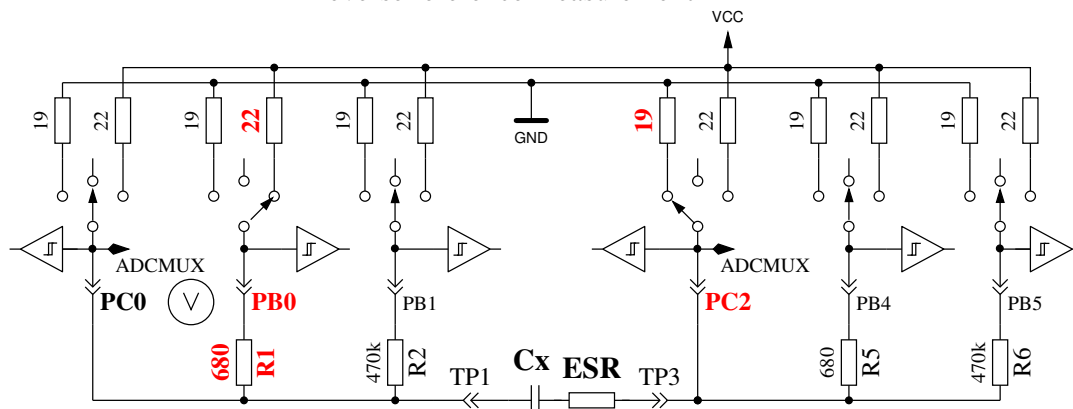 VCC
19
22
19
22
19
22
GND
19
22
19
22
19
22
ADCMUX
ADCMUX
PC0
V
PB0
PB1
PC2
PB4
PB5
680
R1
470k
R2
TP1
Cx
ESR
TP3
680
R5
470k
R6